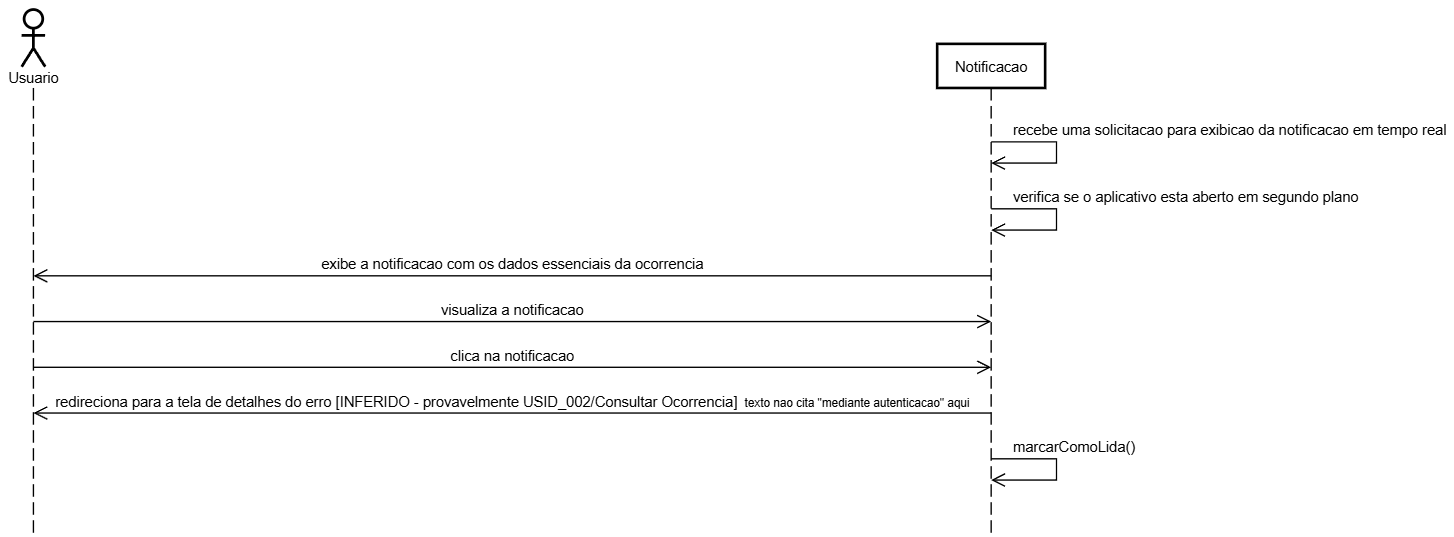 Usuario
Notificacao
recebe uma solicitacao para exibicao da notificacao em tempo real
verifica se o aplicativo esta aberto em segundo plano
exibe a notificacao com os dados essenciais da ocorrencia
visualiza a notificacao
clica na notificacao
redireciona para a tela de detalhes do erro [INFERIDO - provavelmente USID_002/Consultar Ocorrencia] texto nao cita "mediante autenticacao" aqui
marcarComoLida()